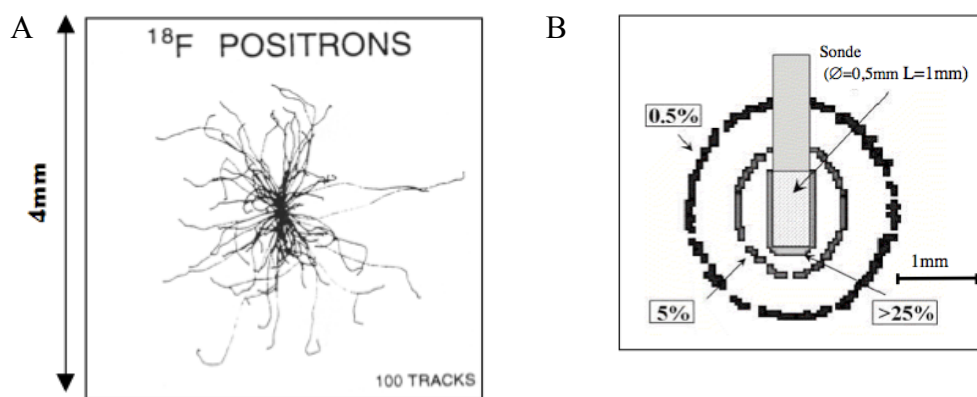 A
¹⁸F POSITRONS
4mm
100 TRACKS
B
Sonde
(∅=0,5mm L=1mm)
0.5%
1mm
5%
>25%